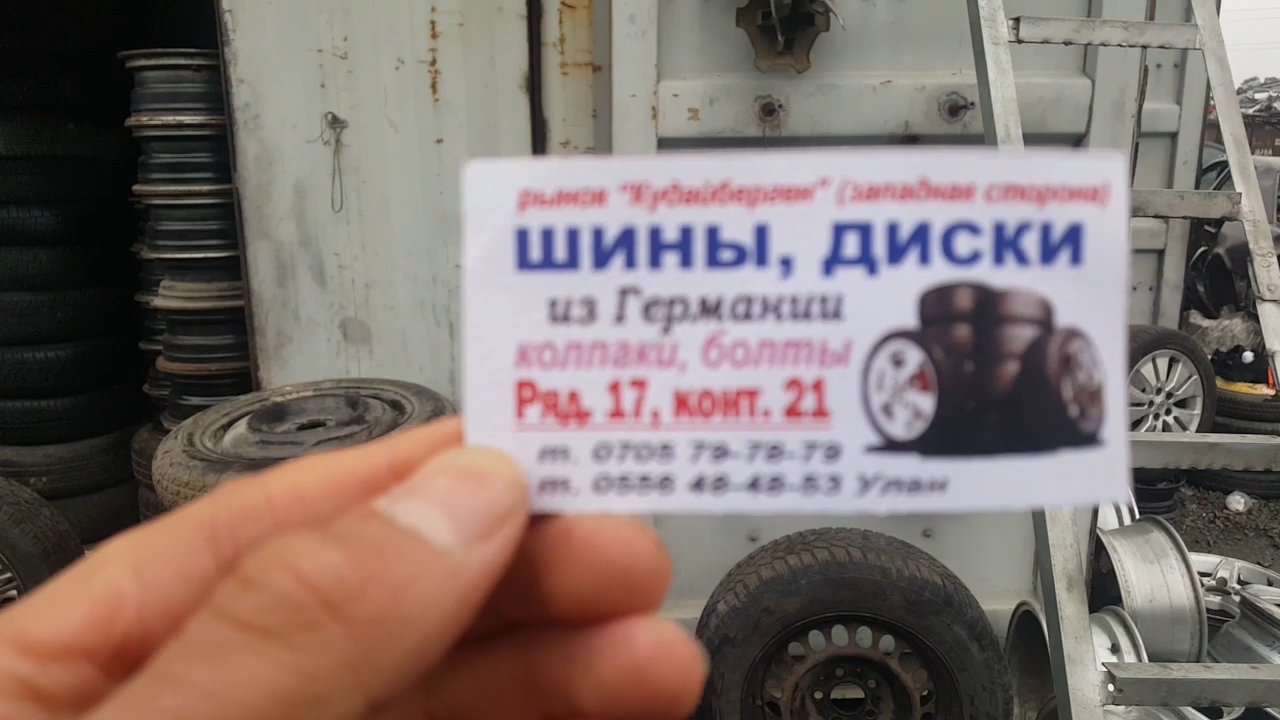 рынок "Кудайберген" (западная сторона)
ШИНЫ, ДИСКИ
из Германии
колпаки, болты
Ряд. 17, конт. 21
т. 0705 79-79-79
т. 0556 48-48-53 Улан